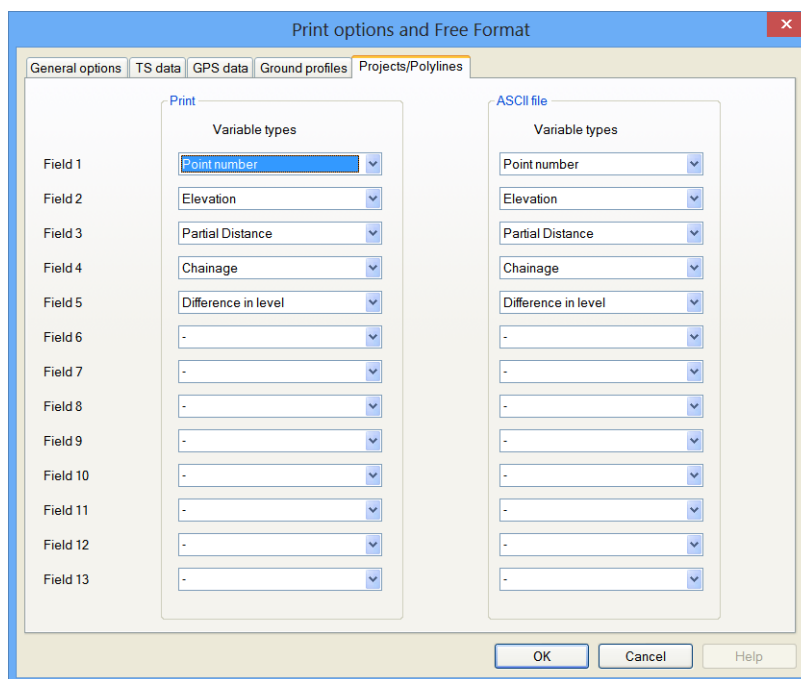 Print options and Free Format
General options TS data GPS data Ground profiles Projects/Polylines
Print ASCII file
Variable types Variable types
Field 1 Point number Point number
Field 2 Elevation Elevation
Field 3 Partial Distance Partial Distance
Field 4 Chainage Chainage
Field 5 Difference in level Difference in level
Field 6 - -
Field 7 - -
Field 8 - -
Field 9 - -
Field 10 - -
Field 11 - -
Field 12 - -
Field 13 - -
OK Cancel Help